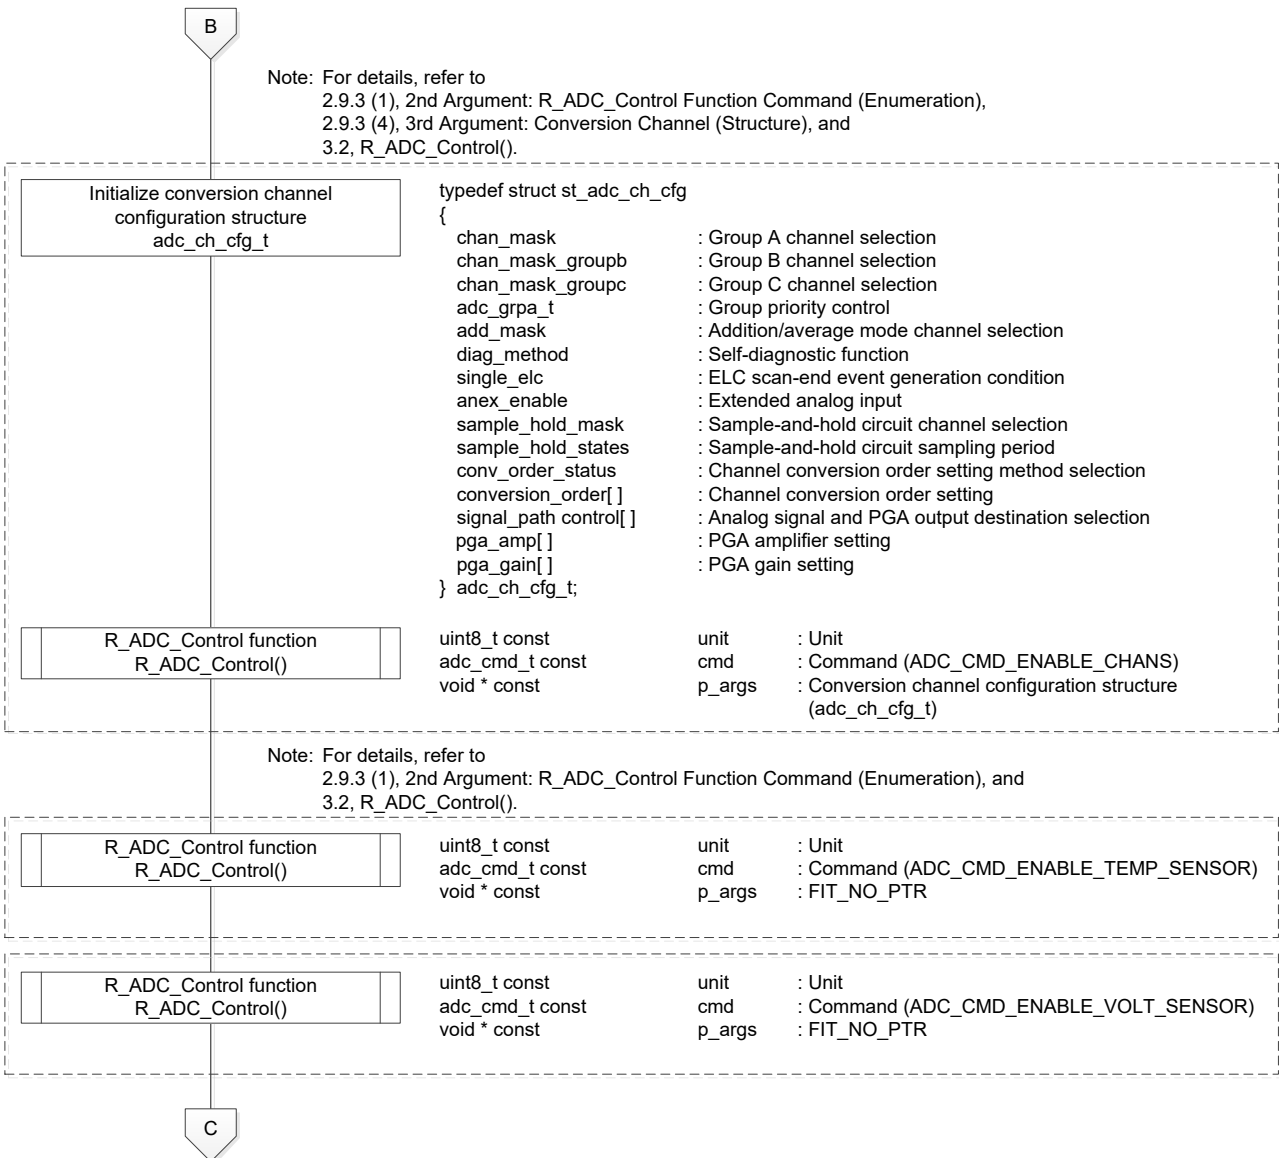 B
Note: For details, refer to
2.9.3 (1), 2nd Argument: R_ADC_Control Function Command (Enumeration),
2.9.3 (4), 3rd Argument: Conversion Channel (Structure), and
3.2, R_ADC_Control().
Initialize conversion channel
configuration structure
adc_ch_cfg_t
typedef struct st_adc_ch_cfg
{
chan_mask : Group A channel selection
chan_mask_groupb : Group B channel selection
chan_mask_groupc : Group C channel selection
adc_grpa_t : Group priority control
add_mask : Addition/average mode channel selection
diag_method : Self-diagnostic function
single_elc : ELC scan-end event generation condition
anex_enable : Extended analog input
sample_hold_mask : Sample-and-hold circuit channel selection
sample_hold_states : Sample-and-hold circuit sampling period
conv_order_status : Channel conversion order setting method selection
conversion_order[ ] : Channel conversion order setting
signal_path control[ ] : Analog signal and PGA output destination selection
pga_amp[ ] : PGA amplifier setting
pga_gain[ ] : PGA gain setting
} adc_ch_cfg_t;
R_ADC_Control function
R_ADC_Control()
uint8_t const unit : Unit
adc_cmd_t const cmd : Command (ADC_CMD_ENABLE_CHANS)
void * const p_args : Conversion channel configuration structure
(adc_ch_cfg_t)
Note: For details, refer to
2.9.3 (1), 2nd Argument: R_ADC_Control Function Command (Enumeration), and
3.2, R_ADC_Control().
R_ADC_Control function
R_ADC_Control()
uint8_t const unit : Unit
adc_cmd_t const cmd : Command (ADC_CMD_ENABLE_TEMP_SENSOR)
void * const p_args : FIT_NO_PTR
R_ADC_Control function
R_ADC_Control()
uint8_t const unit : Unit
adc_cmd_t const cmd : Command (ADC_CMD_ENABLE_VOLT_SENSOR)
void * const p_args : FIT_NO_PTR
C